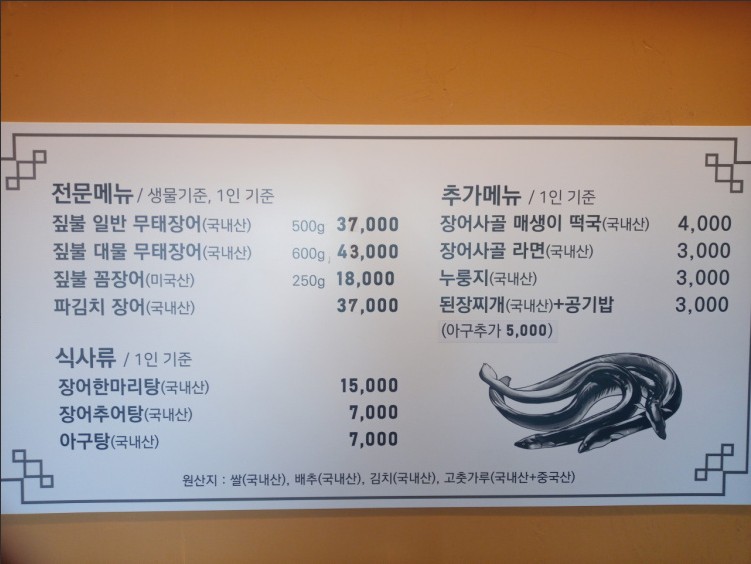 전문메뉴 / 생물기준, 1인 기준
짚불 일반 무태장어(국내산) 500g 37,000
짚불 대물 무태장어(국내산) 600g 43,000
짚불 꼼장어(미국산) 250g 18,000
파김치 장어(국내산) 37,000
식사류 / 1인 기준
장어한마리탕(국내산) 15,000
장어추어탕(국내산) 7,000
아구탕(국내산) 7,000
추가메뉴 / 1인 기준
장어사골 매생이 떡국(국내산) 4,000
장어사골 라면(국내산) 3,000
누룽지(국내산) 3,000
된장찌개(국내산)+공기밥 3,000
(아구추가 5,000)
원산지 : 쌀(국내산), 배추(국내산), 김치(국내산), 고춧가루(국내산+중국산)